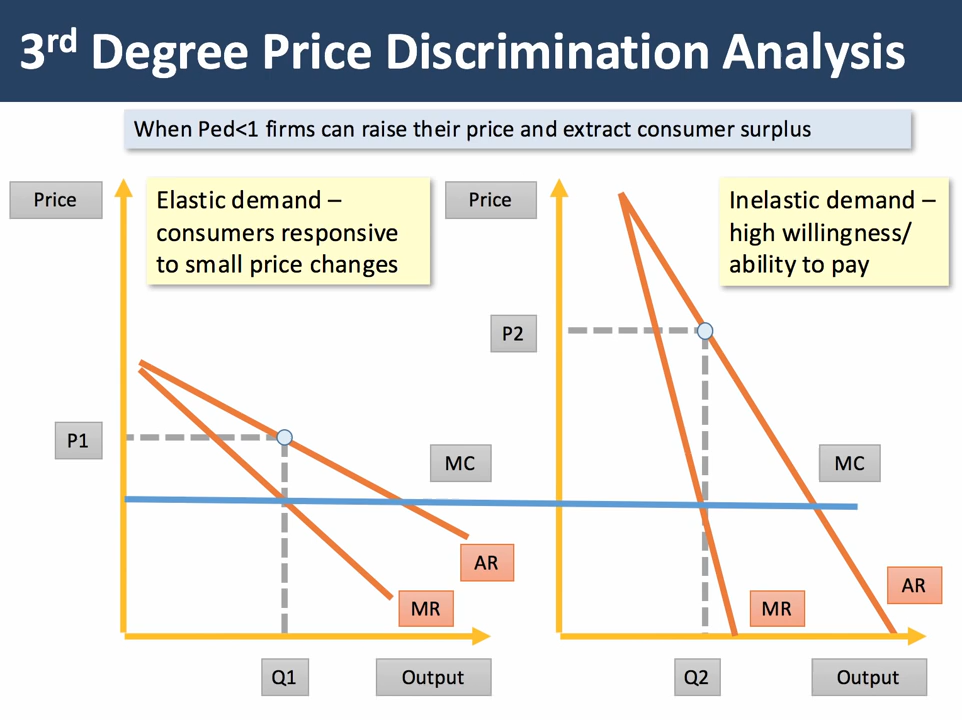 3rd Degree Price Discrimination Analysis
When Ped<1 firms can raise their price and extract consumer surplus
Price
Elastic demand –
consumers responsive
to small price changes
Price
Inelastic demand –
high willingness/
ability to pay
P2
P1
MC
MC
AR
AR
MR
MR
Q1
Output
Q2
Output